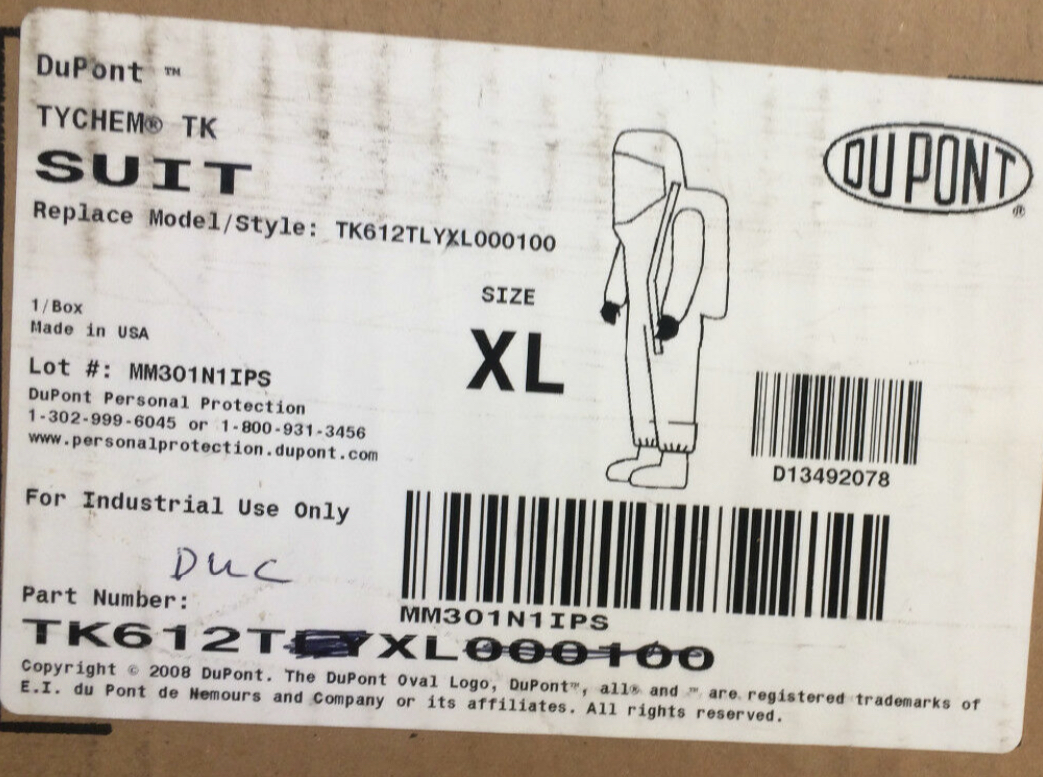 DuPont ™
TYCHEM® TK
SUIT
Replace Model/Style: TK612TLYXL000100
DU PONT®
SIZE
XL
1/Box
Made in USA
Lot #: MM301N1IPS
DuPont Personal Protection
1-302-999-6045 or 1-800-931-3456
www.personalprotection.dupont.com
D13492078
For Industrial Use Only
DUC
MM301N1IPS
Part Number:
TK612TLYXL000100
Copyright © 2008 DuPont. The DuPont Oval Logo, DuPont™, all® and ™ are registered trademarks of
E.I. du Pont de Nemours and Company or its affiliates. All rights reserved.